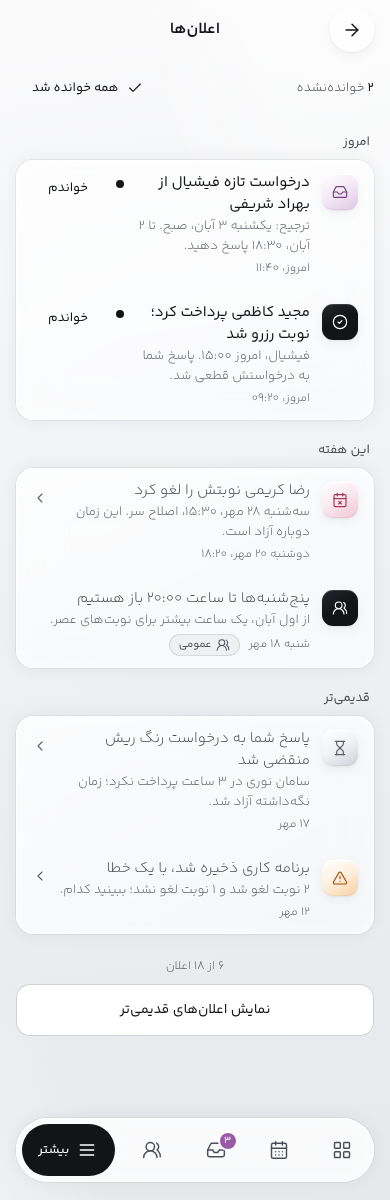 اعلان‌ها
۲ خوانده‌نشده
همه خوانده شد
امروز
درخواست تازه فیشیال از
بهراد شریفی
خواندم
ترجیح: یکشنبه ۳ آبان، صبح. تا ۲
آبان، ۱۸:۳۰ پاسخ دهید.
امروز، ۱۱:۴۰
مجید کاظمی پرداخت کرد؛
نوبت رزرو شد
خواندم
فیشیال، امروز ۱۵:۰۰. پاسخ شما
به درخواستش قطعی شد.
امروز، ۰۹:۲۰
این هفته
رضا کریمی نوبتش را لغو کرد
سه‌شنبه ۲۸ مهر، ۱۵:۳۰، اصلاح سر. این زمان
دوباره آزاد است.
دوشنبه ۲۰ مهر، ۱۸:۲۰
پنج‌شنبه‌ها تا ساعت ۲۰:۰۰ باز هستیم
از اول آبان، یک ساعت بیشتر برای نوبت‌های عصر.
شنبه ۱۸ مهر
عمومی
قدیمی‌تر
پاسخ شما به درخواست رنگ ریش
منقضی شد
سامان نوری در ۳ ساعت پرداخت نکرد؛ زمان
نگه‌داشته آزاد شد.
۱۷ مهر
برنامه کاری ذخیره شد، با یک خطا
۲ نوبت لغو شد و ۱ نوبت لغو نشد؛ ببینید کدام.
۱۲ مهر
۶ از ۱۸ اعلان
نمایش اعلان‌های قدیمی‌تر
۳
بیشتر